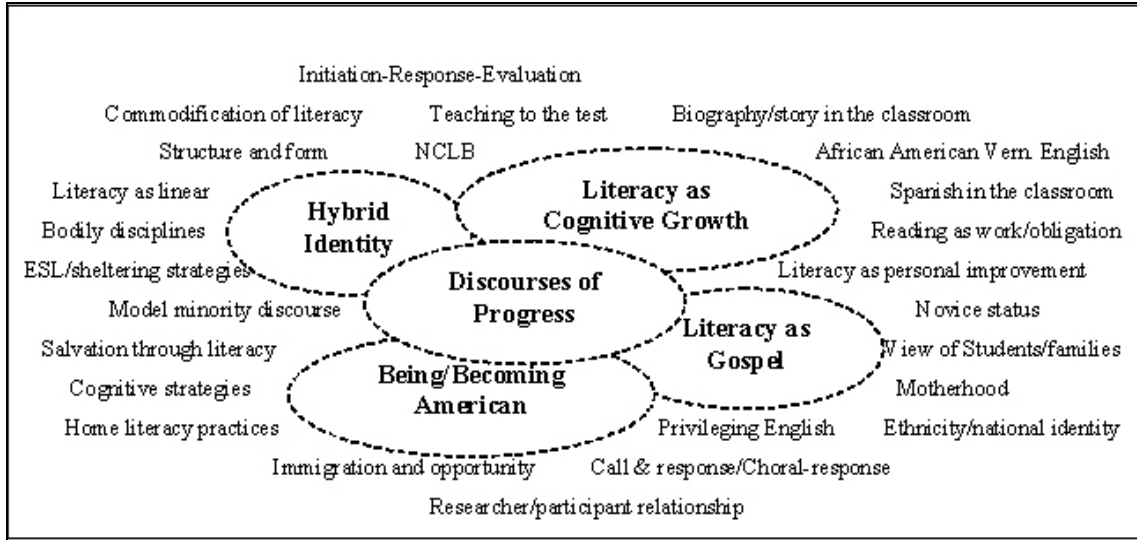 Initiation-Response-Evaluation
Commodification of literacy
Teaching to the test
Biography/story in the classroom
Structure and form
NCLB
African American Vern. English
Literacy as linear
Hybrid
Identity
Literacy as
Cognitive Growth
Spanish in the classroom
Bodily disciplines
Reading as work/obligation
ESL/sheltering strategies
Discourses of
Progress
Literacy as personal improvement
Model minority discourse
Novice status
Salvation through literacy
Literacy as
Gospel
View of Students/families
Cognitive strategies
Being/Becoming
American
Motherhood
Home literacy practices
Privileging English
Ethnicity/national identity
Immigration and opportunity
Call & response/Choral-response
Researcher/participant relationship